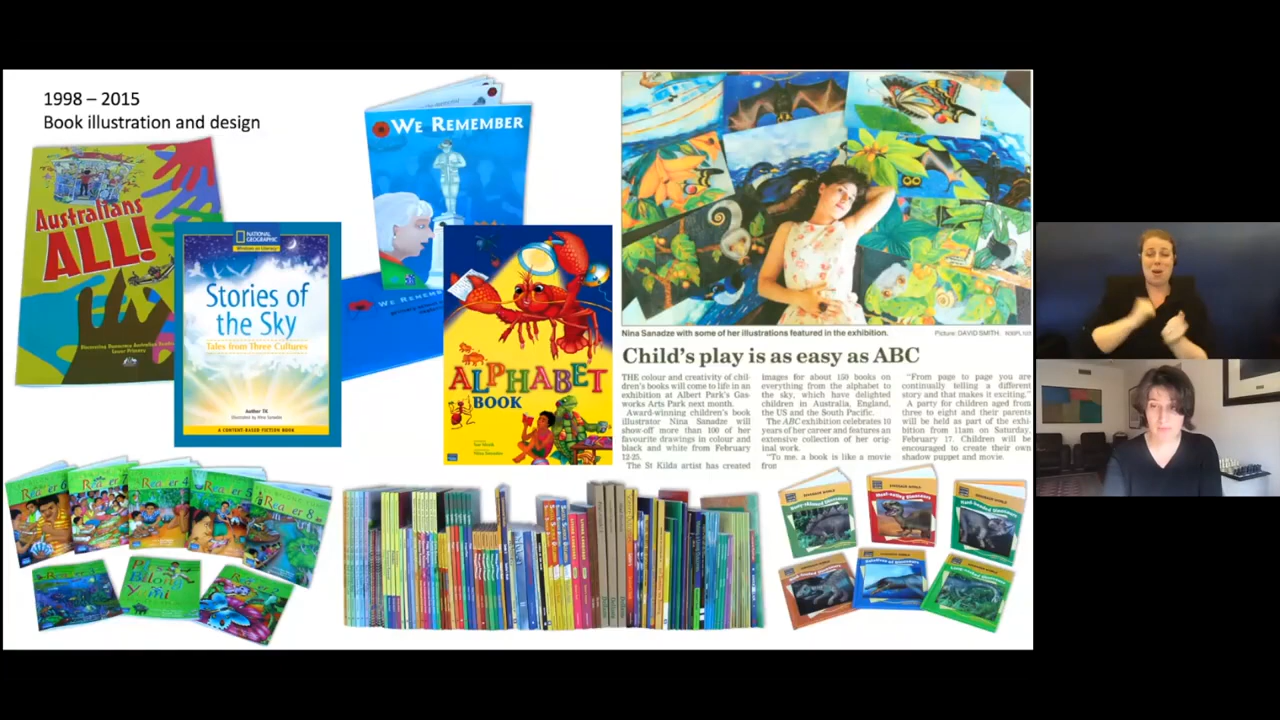 1998 – 2015
Book illustration and design
Australians
ALL!
NATIONAL
GEOGRAPHIC
Stories of
the Sky
Tales from Three Cultures
Author TK
Illustrated by Nina Sanadze
A CONTENT-BASED FICTION BOOK
WE REMEMBER
WE REMEMBER
ALPHABET
BOOK
Nina Sanadze with some of her illustrations featured in the exhibition.
Picture: DAVID SMITH.
Child's play is as easy as ABC
THE colour and creativity of chil-
dren's books will come to life in an
exhibition at Albert Park's Gas-
works Arts Park next month.
Award-winning children's book
illustrator Nina Sanadze will
show-off more than 100 of her
favourite drawings in colour and
black and white from February
12-25.
The St Kilda artist has created
images for about 150 books on
everything from the alphabet to
the sky, which have delighted
children in Australia, England,
the US and the South Pacific.
The ABC exhibition celebrates 10
years of her career and features an
extensive collection of her orig-
inal work.
"To me, a book is like a movie
from
"From page to page you are
continually telling a different
story and that makes it exciting."
A party for children aged from
three to eight and their parents
will be held as part of the exhi-
bition from 11am on Saturday,
February 17. Children will be
encouraged to create their own
shadow puppet and movie.
Reader 6
Reader 4
Reader 5
Reader 8